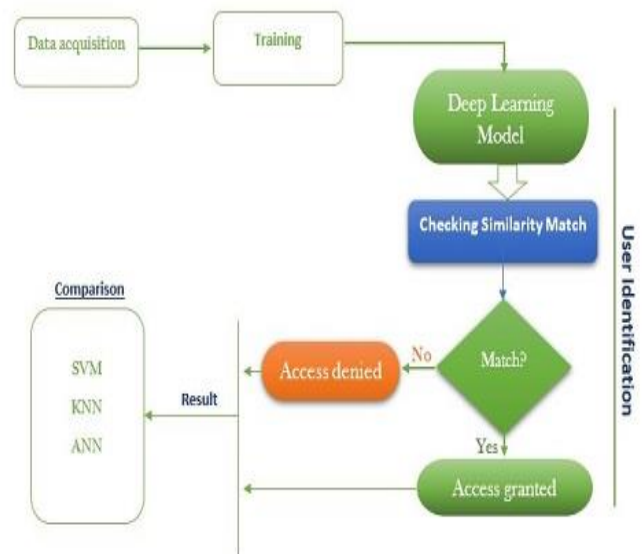 Data acquisition
Training
Deep Learning
Model
Checking Similarity Match
User Identification
Match?
No
Access denied
Yes
Access granted
Result
Comparison
SVM
KNN
ANN